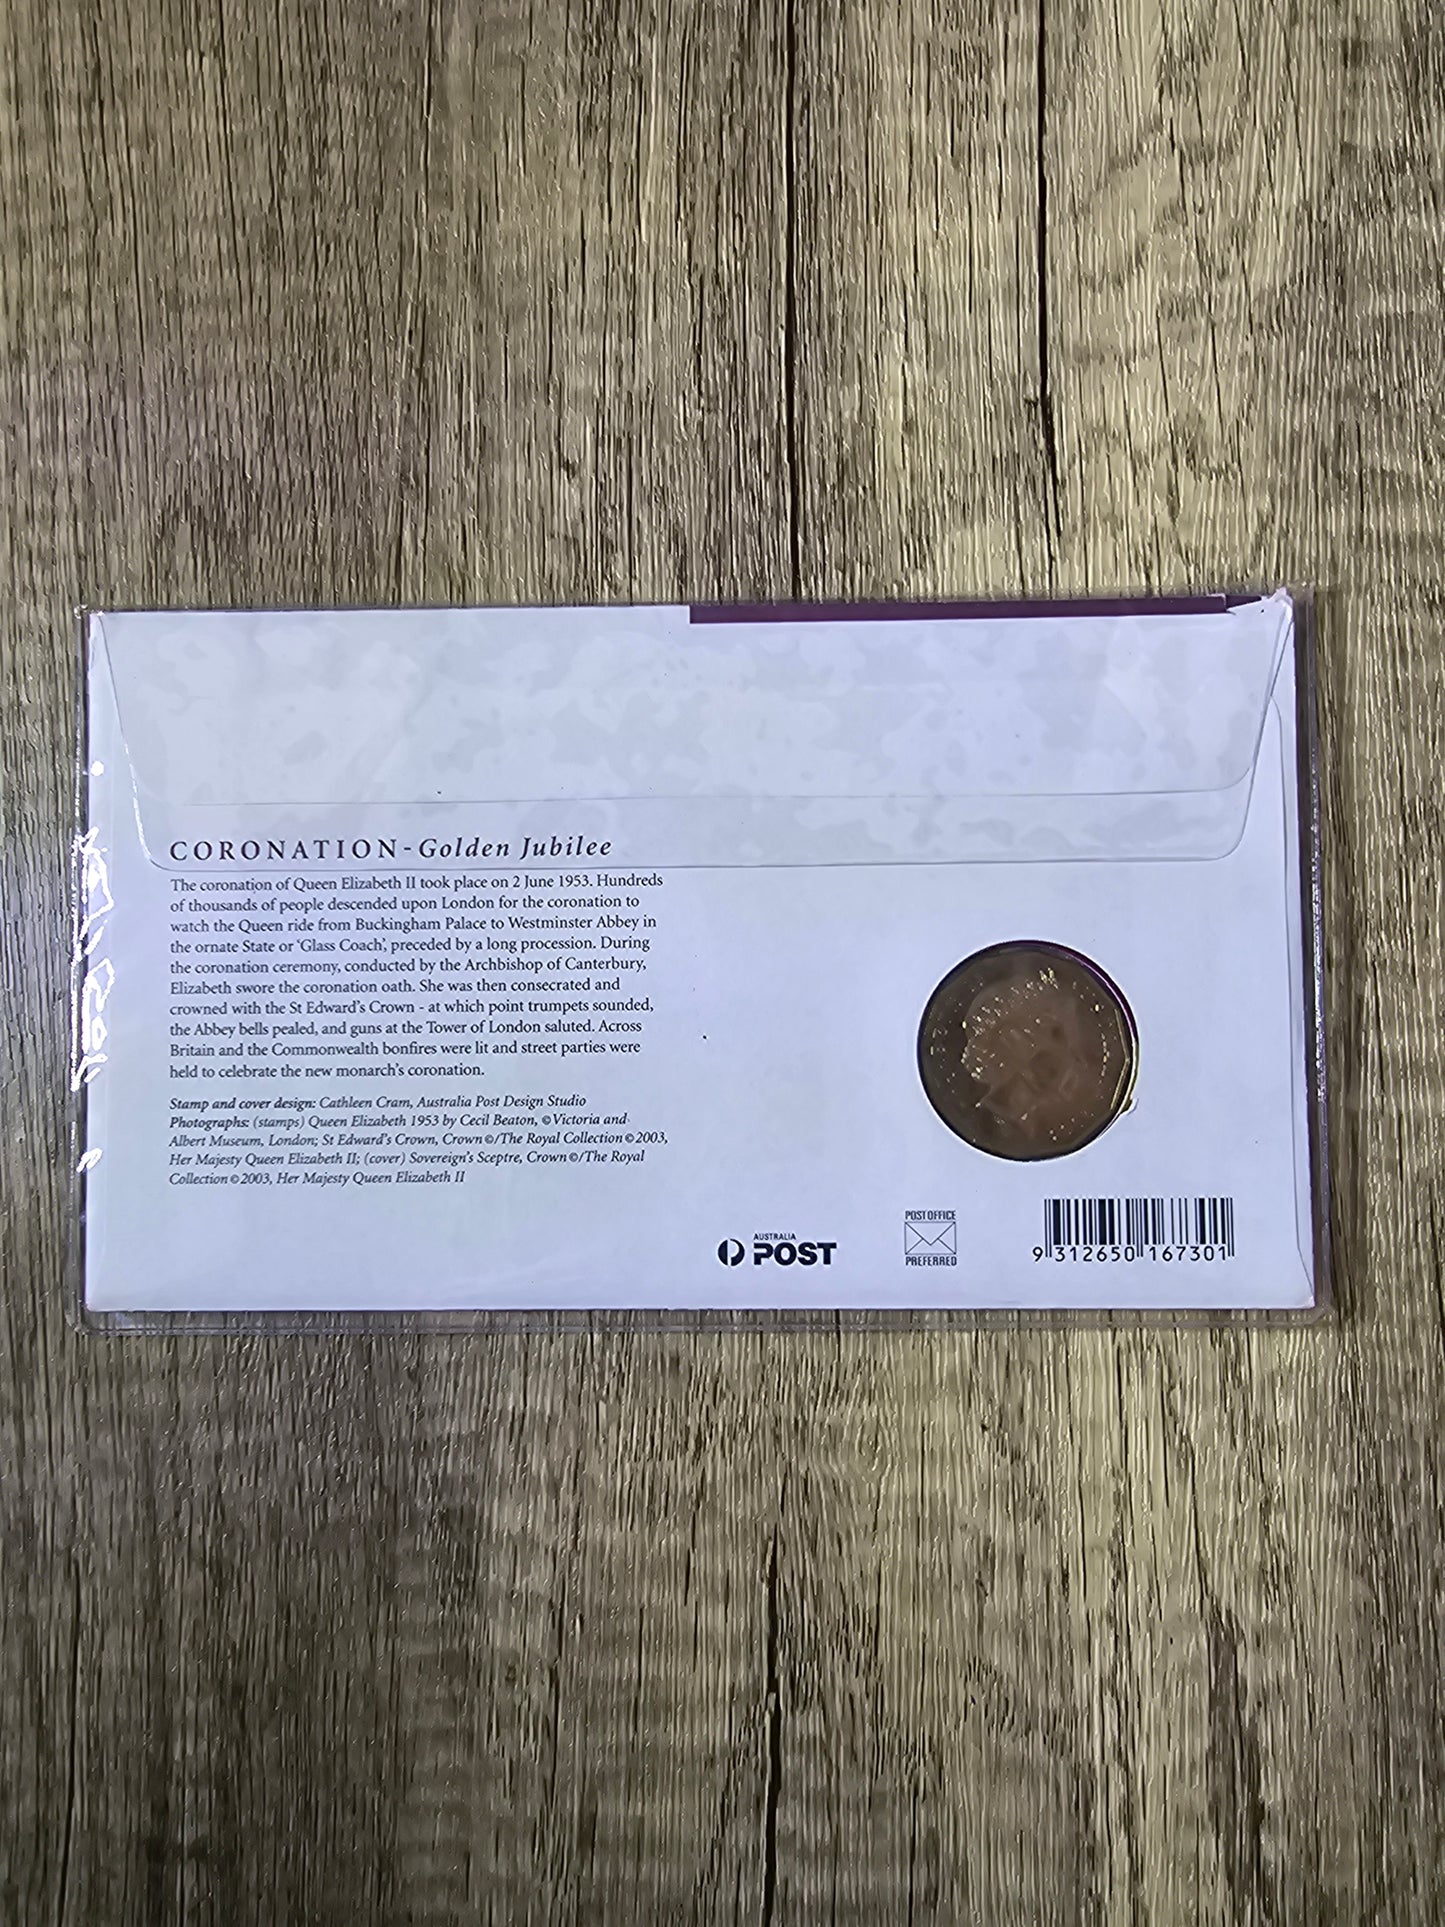 CORONATION - Golden Jubilee
The coronation of Queen Elizabeth II took place on 2 June 1953. Hundreds
of thousands of people descended upon London for the coronation to
watch the Queen ride from Buckingham Palace to Westminster Abbey in
the ornate State or ‘Glass Coach’, preceded by a long procession. During
the coronation ceremony, conducted by the Archbishop of Canterbury,
Elizabeth swore the coronation oath. She was then consecrated and
crowned with the St Edward’s Crown - at which point trumpets sounded,
the Abbey bells pealed, and guns at the Tower of London saluted. Across
Britain and the Commonwealth bonfires were lit and street parties were
held to celebrate the new monarch’s coronation.
Stamp and cover design: Cathleen Cram, Australia Post Design Studio
Photographs: (stamps) Queen Elizabeth 1953 by Cecil Beaton, © Victoria and
Albert Museum, London; St Edward’s Crown, Crown ©/The Royal Collection © 2003,
Her Majesty Queen Elizabeth II; (cover) Sovereign’s Sceptre, Crown ©/The Royal
Collection © 2003, Her Majesty Queen Elizabeth II
AUSTRALIA
POST
POST OFFICE
PREFERRED
9 312650 167301